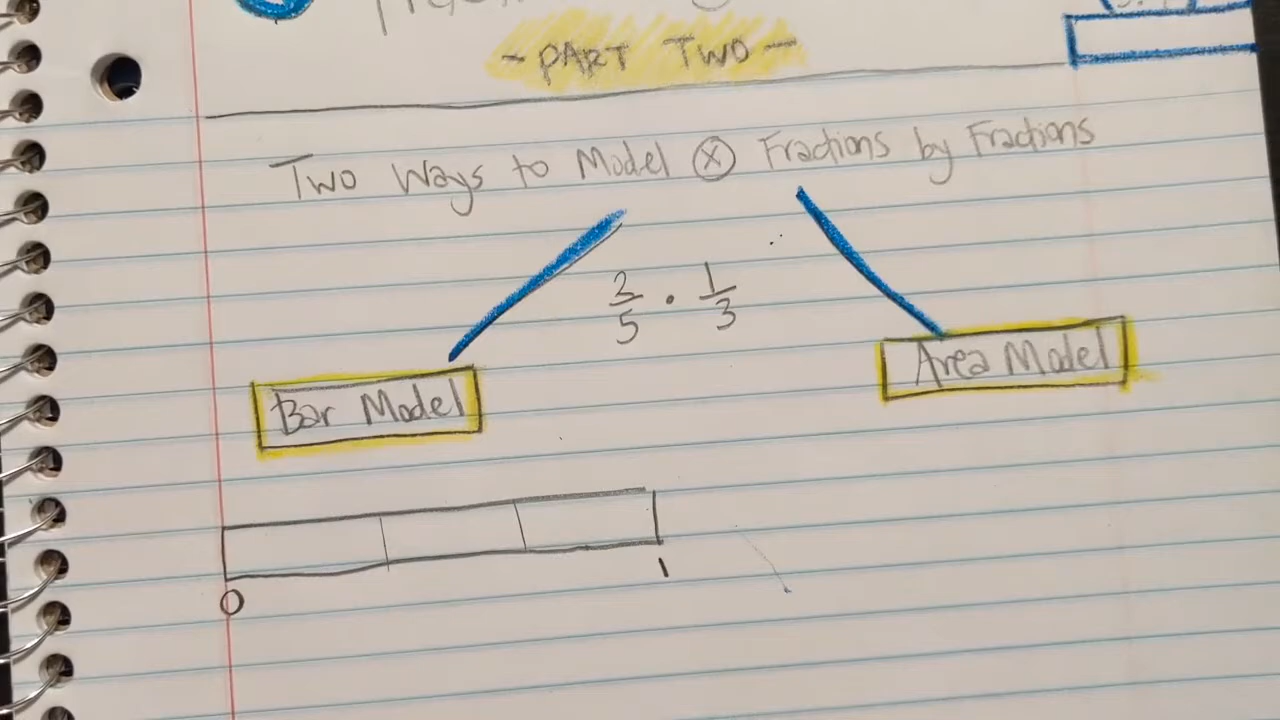 - PART TWO -
Two Ways to Model ⊗ Fractions by Fractions
2/5 · 1/3
Bar Model
Area Model
0 1